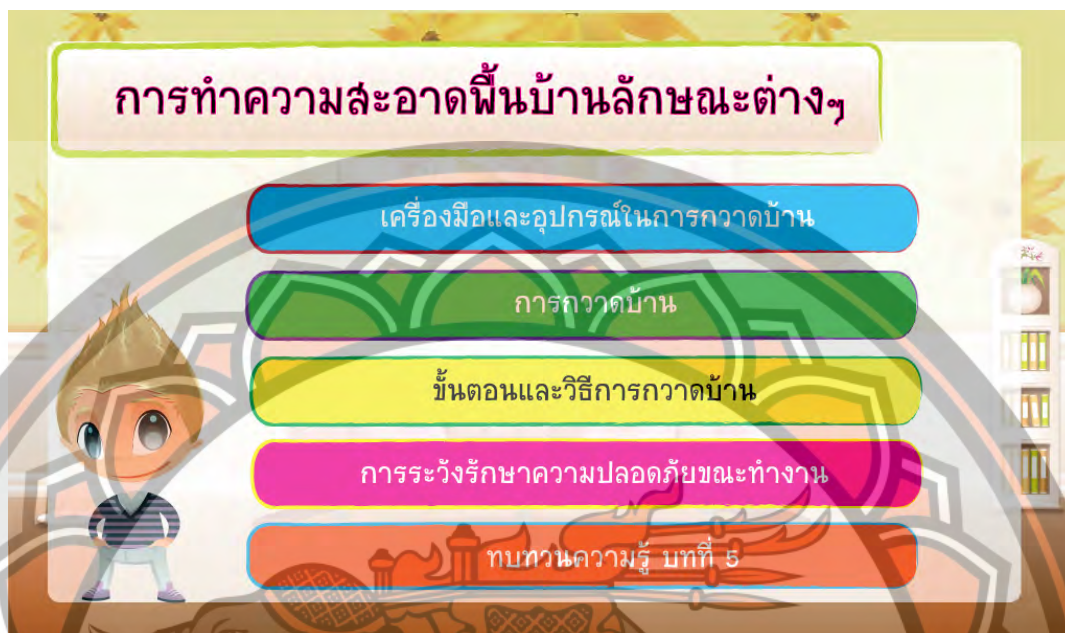 การทำความสะอาดพื้นบ้านลักษณะต่างๆ
เครื่องมือและอุปกรณ์ในการกวาดบ้าน
การกวาดบ้าน
ขั้นตอนและวิธีการกวาดบ้าน
การระวังรักษาความปลอดภัยขณะทำงาน
ทบทวนความรู้ บทที่ 5